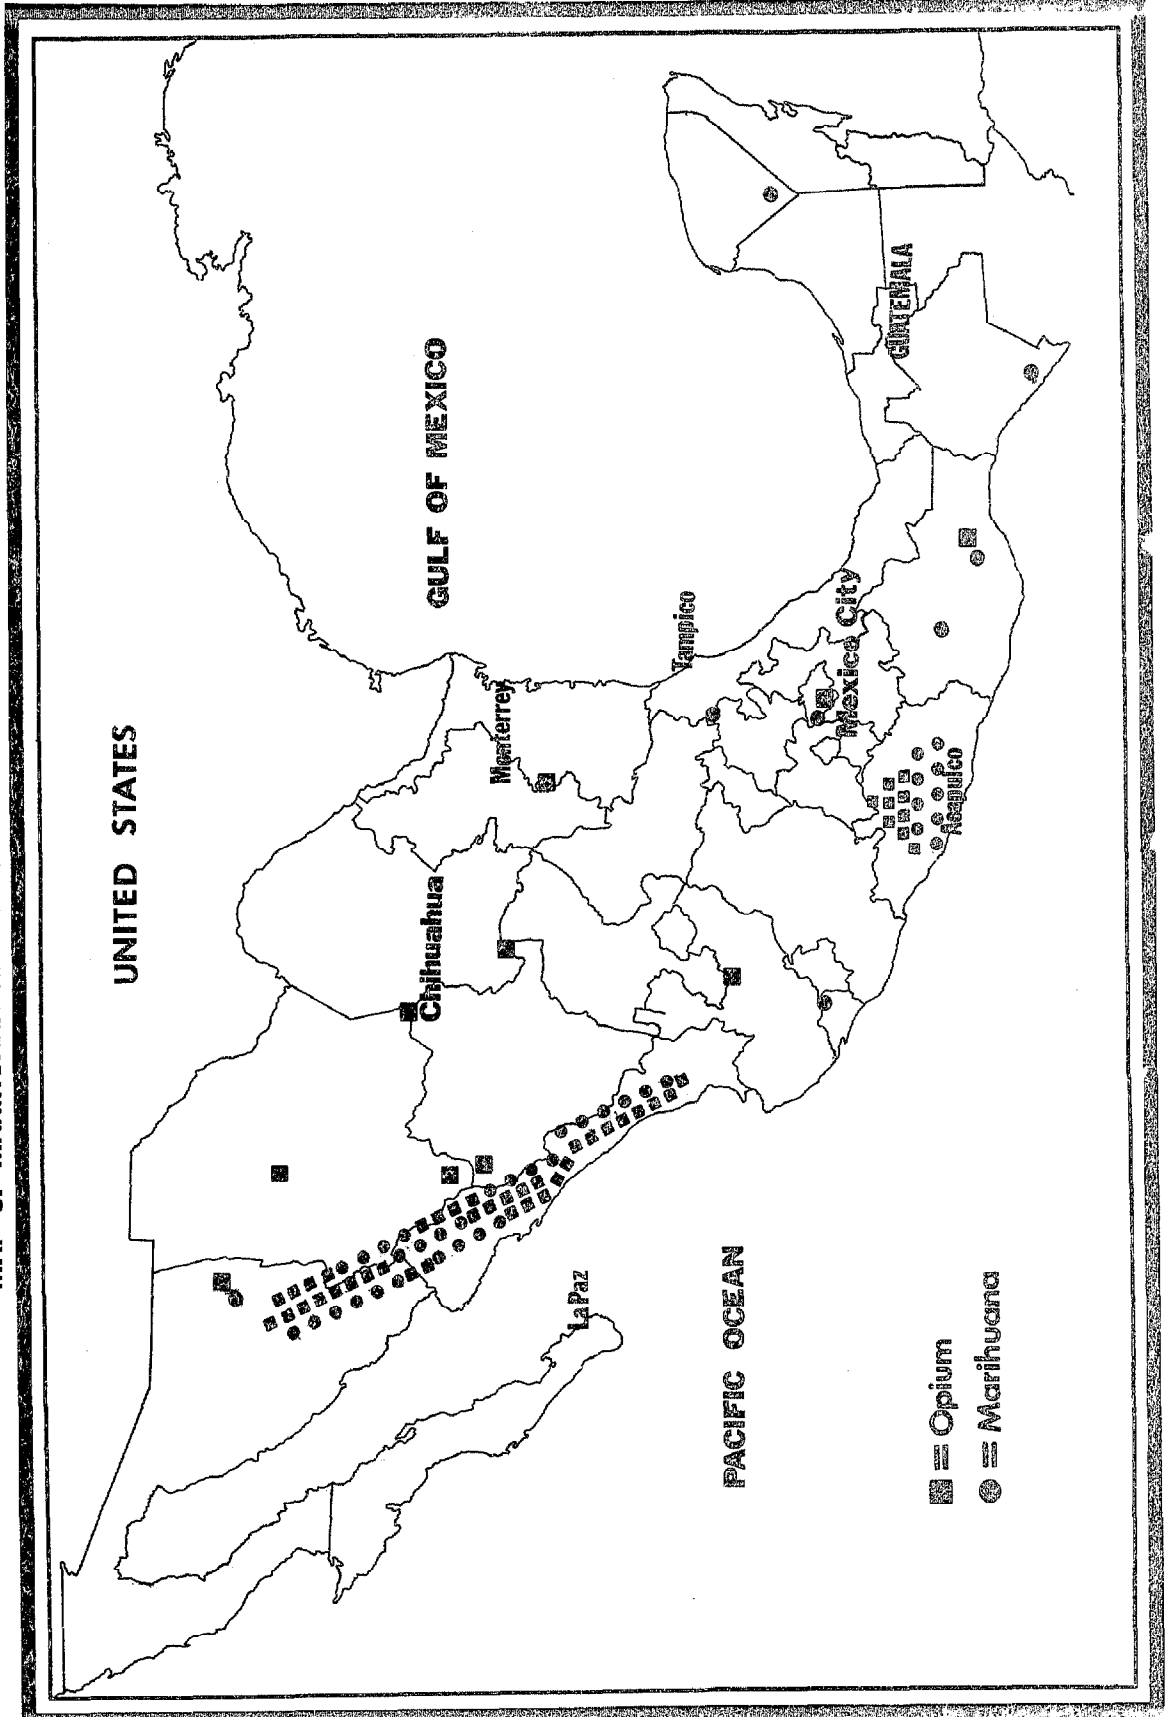 UNITED STATES
GULF OF MEXICO
Chihuahua
Monterrey
Tampico
LaPaz
Mexico City
GUATEMALA
Acapulco
PACIFIC OCEAN
= Opium
= Marihuana